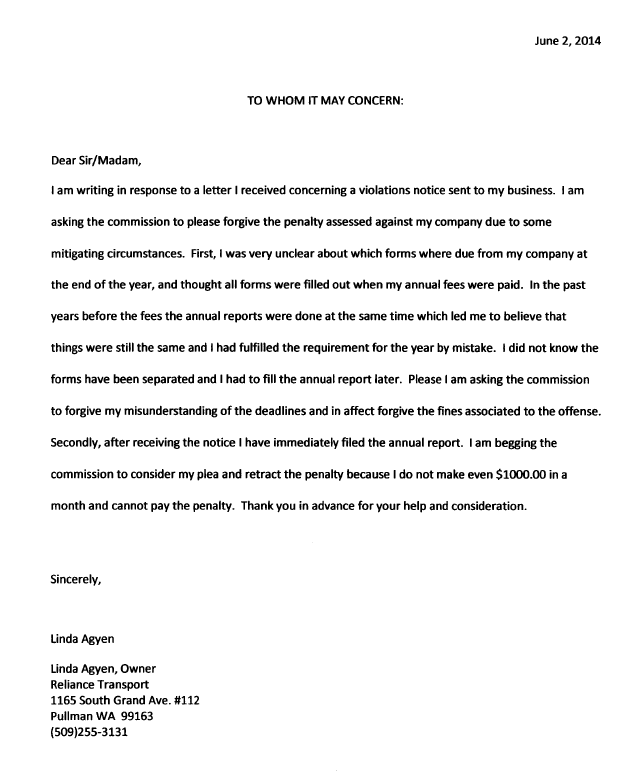 June 2, 2014
TO WHOM IT MAY CONCERN:
Dear Sir/Madam,
I am writing in response to a letter I received concerning a violations notice sent to my business.  I am
asking the commission to please forgive the penalty assessed against my company due to some
mitigating circumstances.  First, I was very unclear about which forms where due from my company at
the end of the year, and thought all forms were filled out when my annual fees were paid.  In the past
years before the fees the annual reports were done at the same time which led me to believe that
things were still the same and I had fulfilled the requirement for the year by mistake.  I did not know the
forms have been separated and I had to fill the annual report later.  Please I am asking the commission
to forgive my misunderstanding of the deadlines and in affect forgive the fines associated to the offense.
Secondly, after receiving the notice I have immediately filed the annual report.  I am begging the
commission to consider my plea and retract the penalty because I do not make even $1000.00 in a
month and cannot pay the penalty.  Thank you in advance for your help and consideration.
Sincerely,
Linda Agyen
Linda Agyen, Owner
Reliance Transport
1165 South Grand Ave. #112
Pullman WA  99163
(509)255-3131